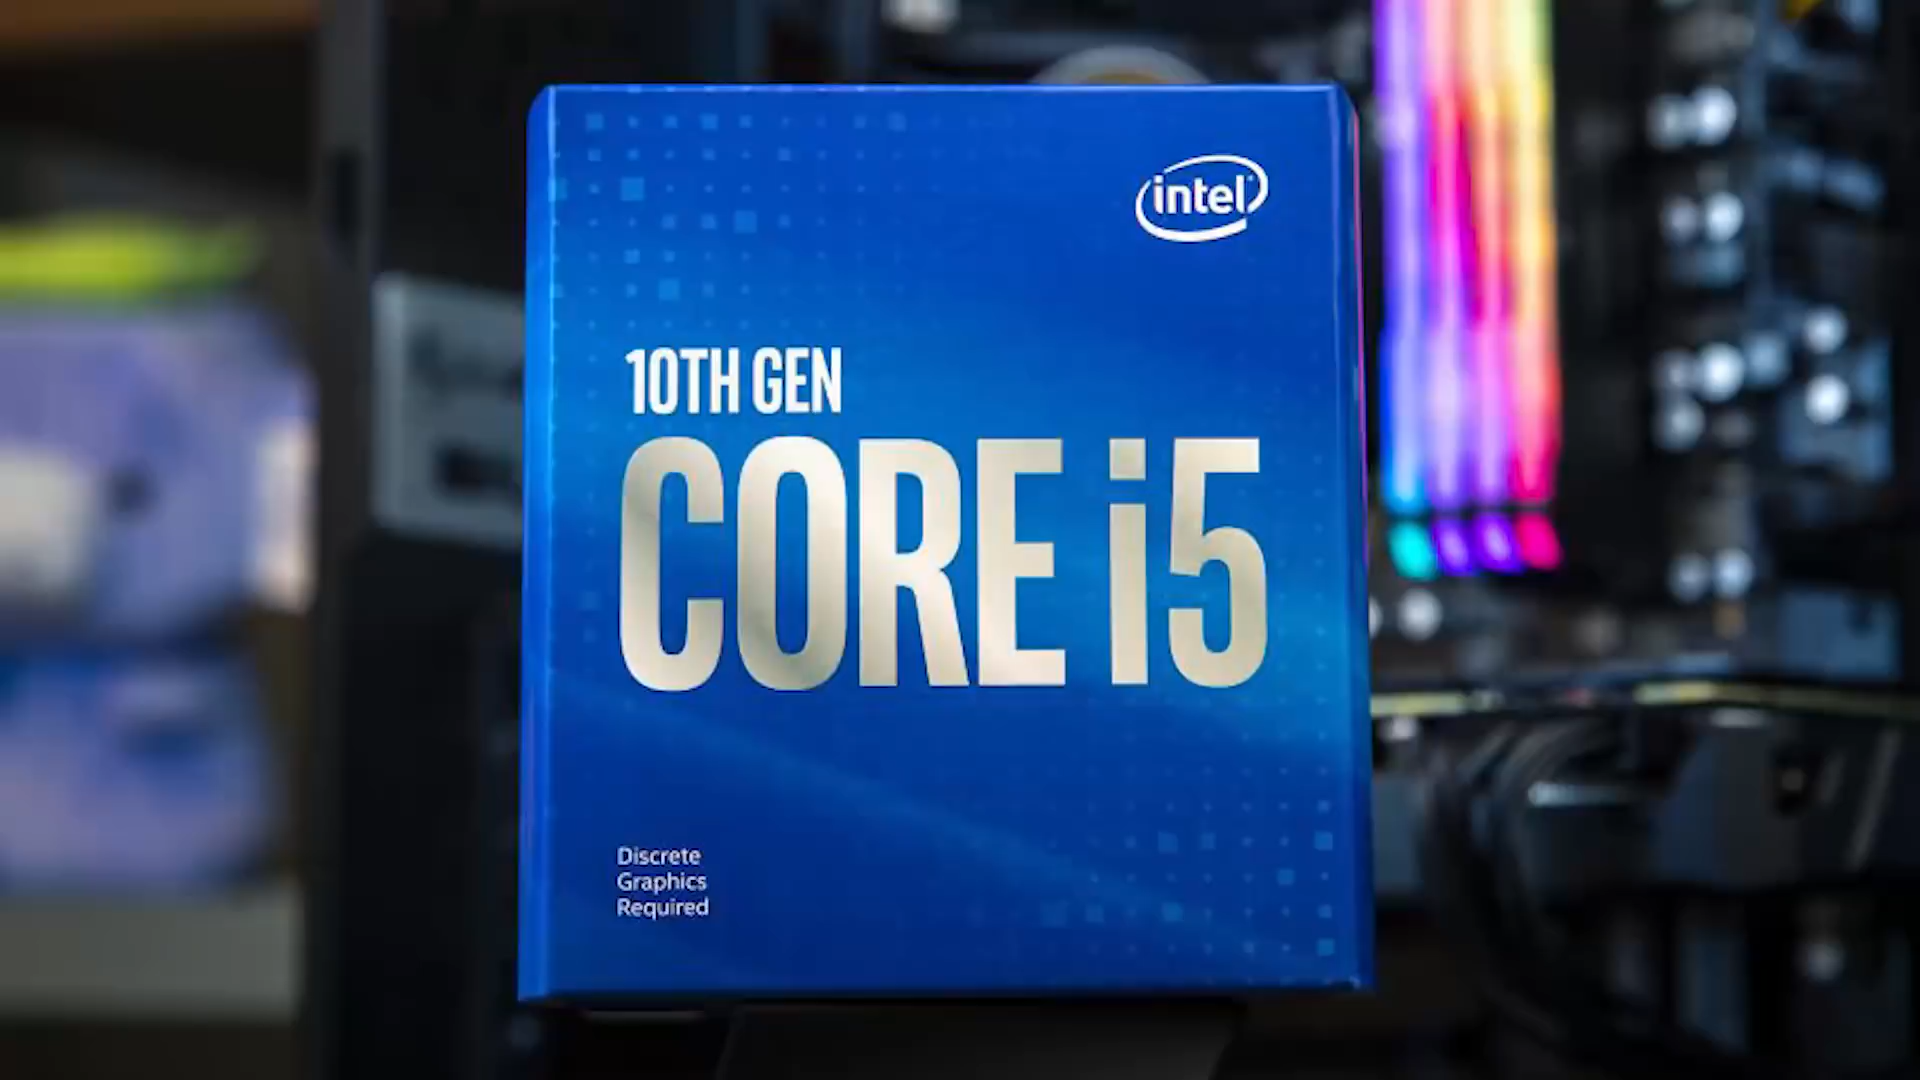 intel
10TH GEN
CORE i5
Discrete
Graphics
Required